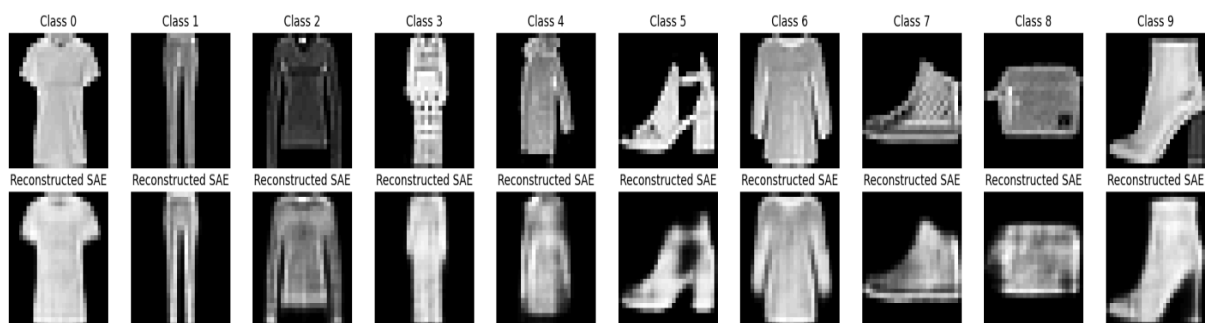 Class 0 Class 1 Class 2 Class 3 Class 4 Class 5 Class 6 Class 7 Class 8 Class 9
Reconstructed SAE Reconstructed SAE Reconstructed SAE Reconstructed SAE Reconstructed SAE Reconstructed SAE Reconstructed SAE Reconstructed SAE Reconstructed SAE Reconstructed SAE